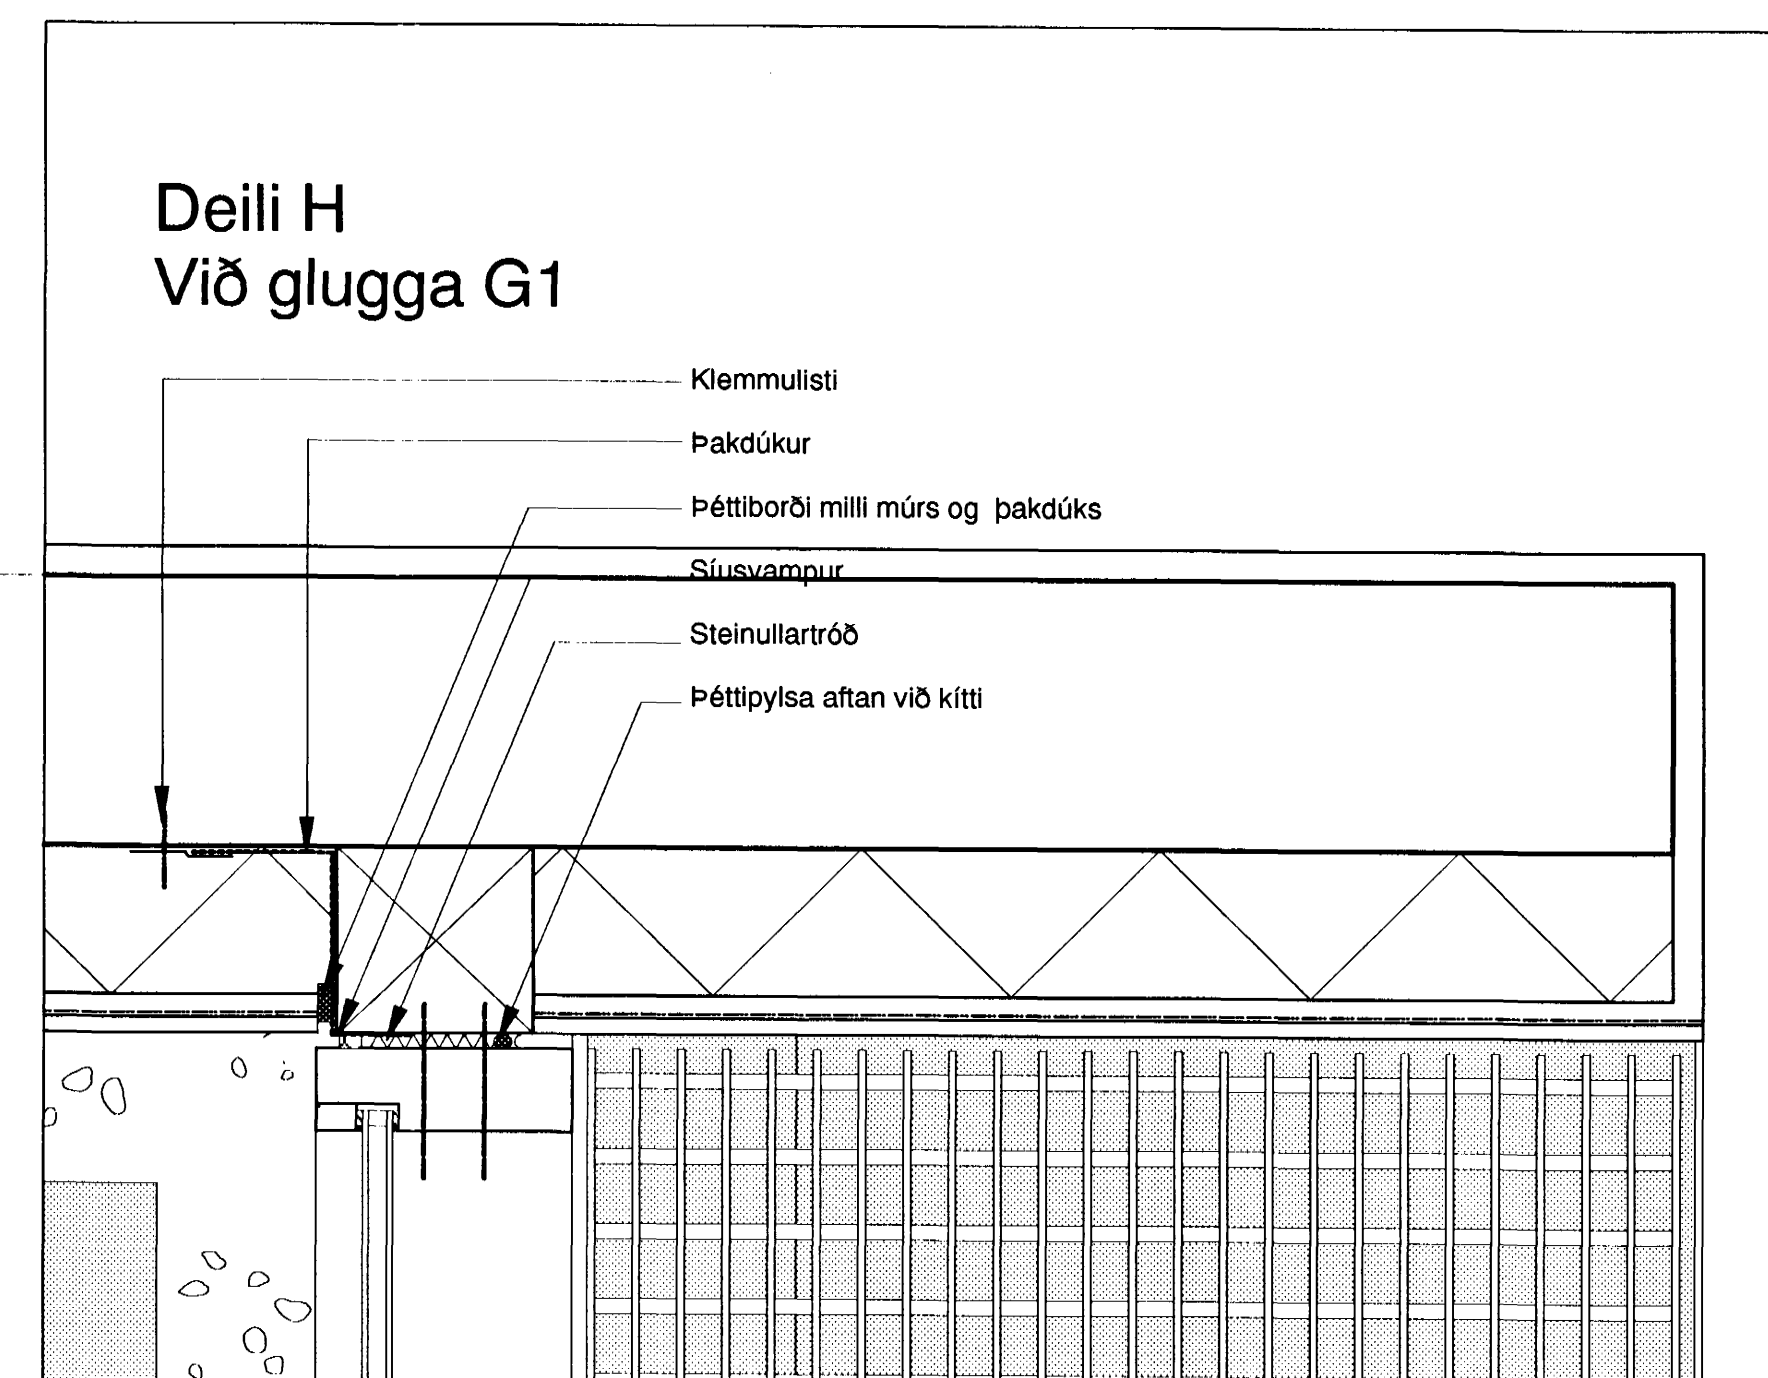 Deili H
Við glugga G1
Klemmulisti
Þakdúkur
Þéttiborði milli múrs og þakdúks
Síusvampur
Steinullartróð
Þéttipylsa aftan við kítti